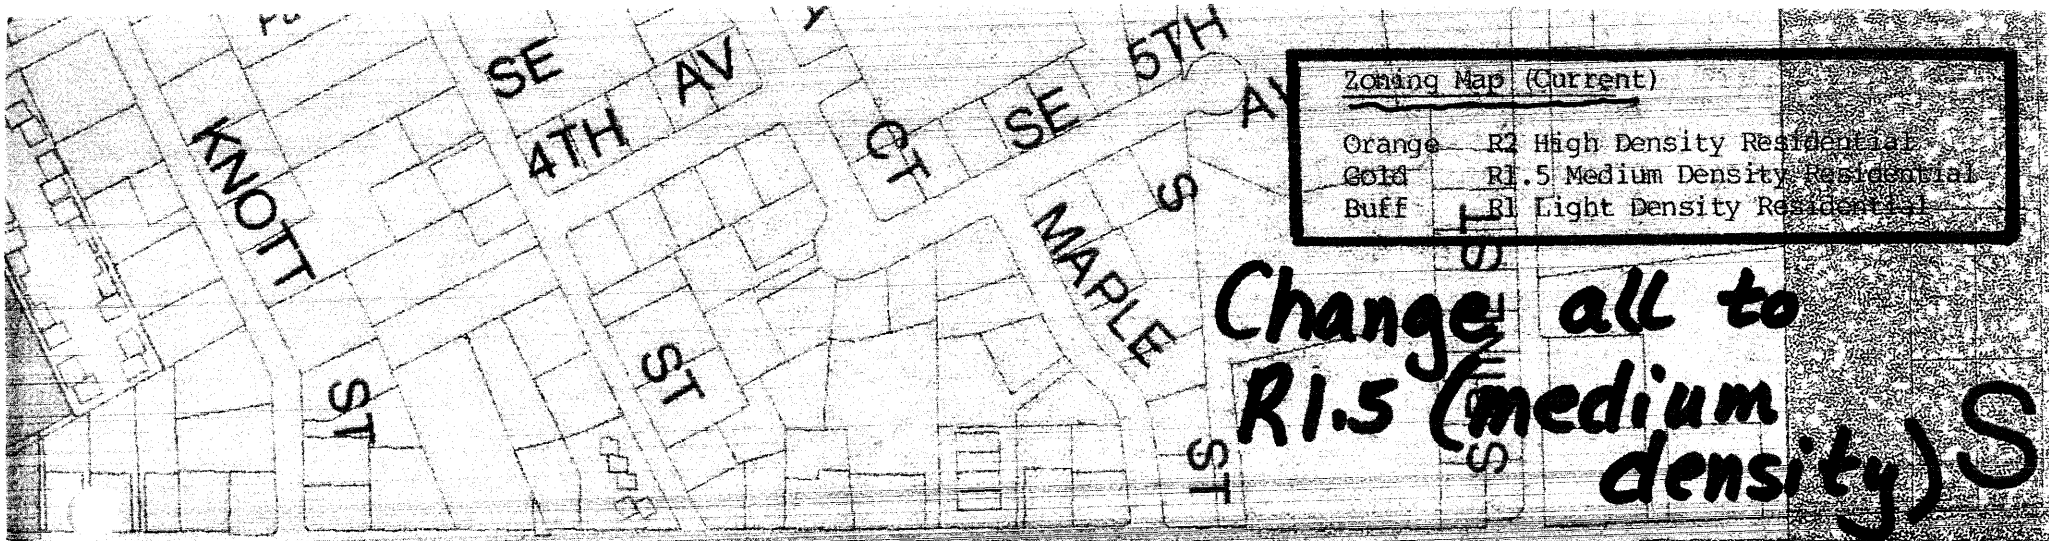 SE
4TH AV
KNOTT
ST
ST
CT
SE 5TH
MAPLE
ST
S
Zoning Map (Current)
Orange R2 High Density Residential
Gold R1.5 Medium Density Residential
Buff R1 Light Density Residential
Change all to
R1.5 (medium
density)
S